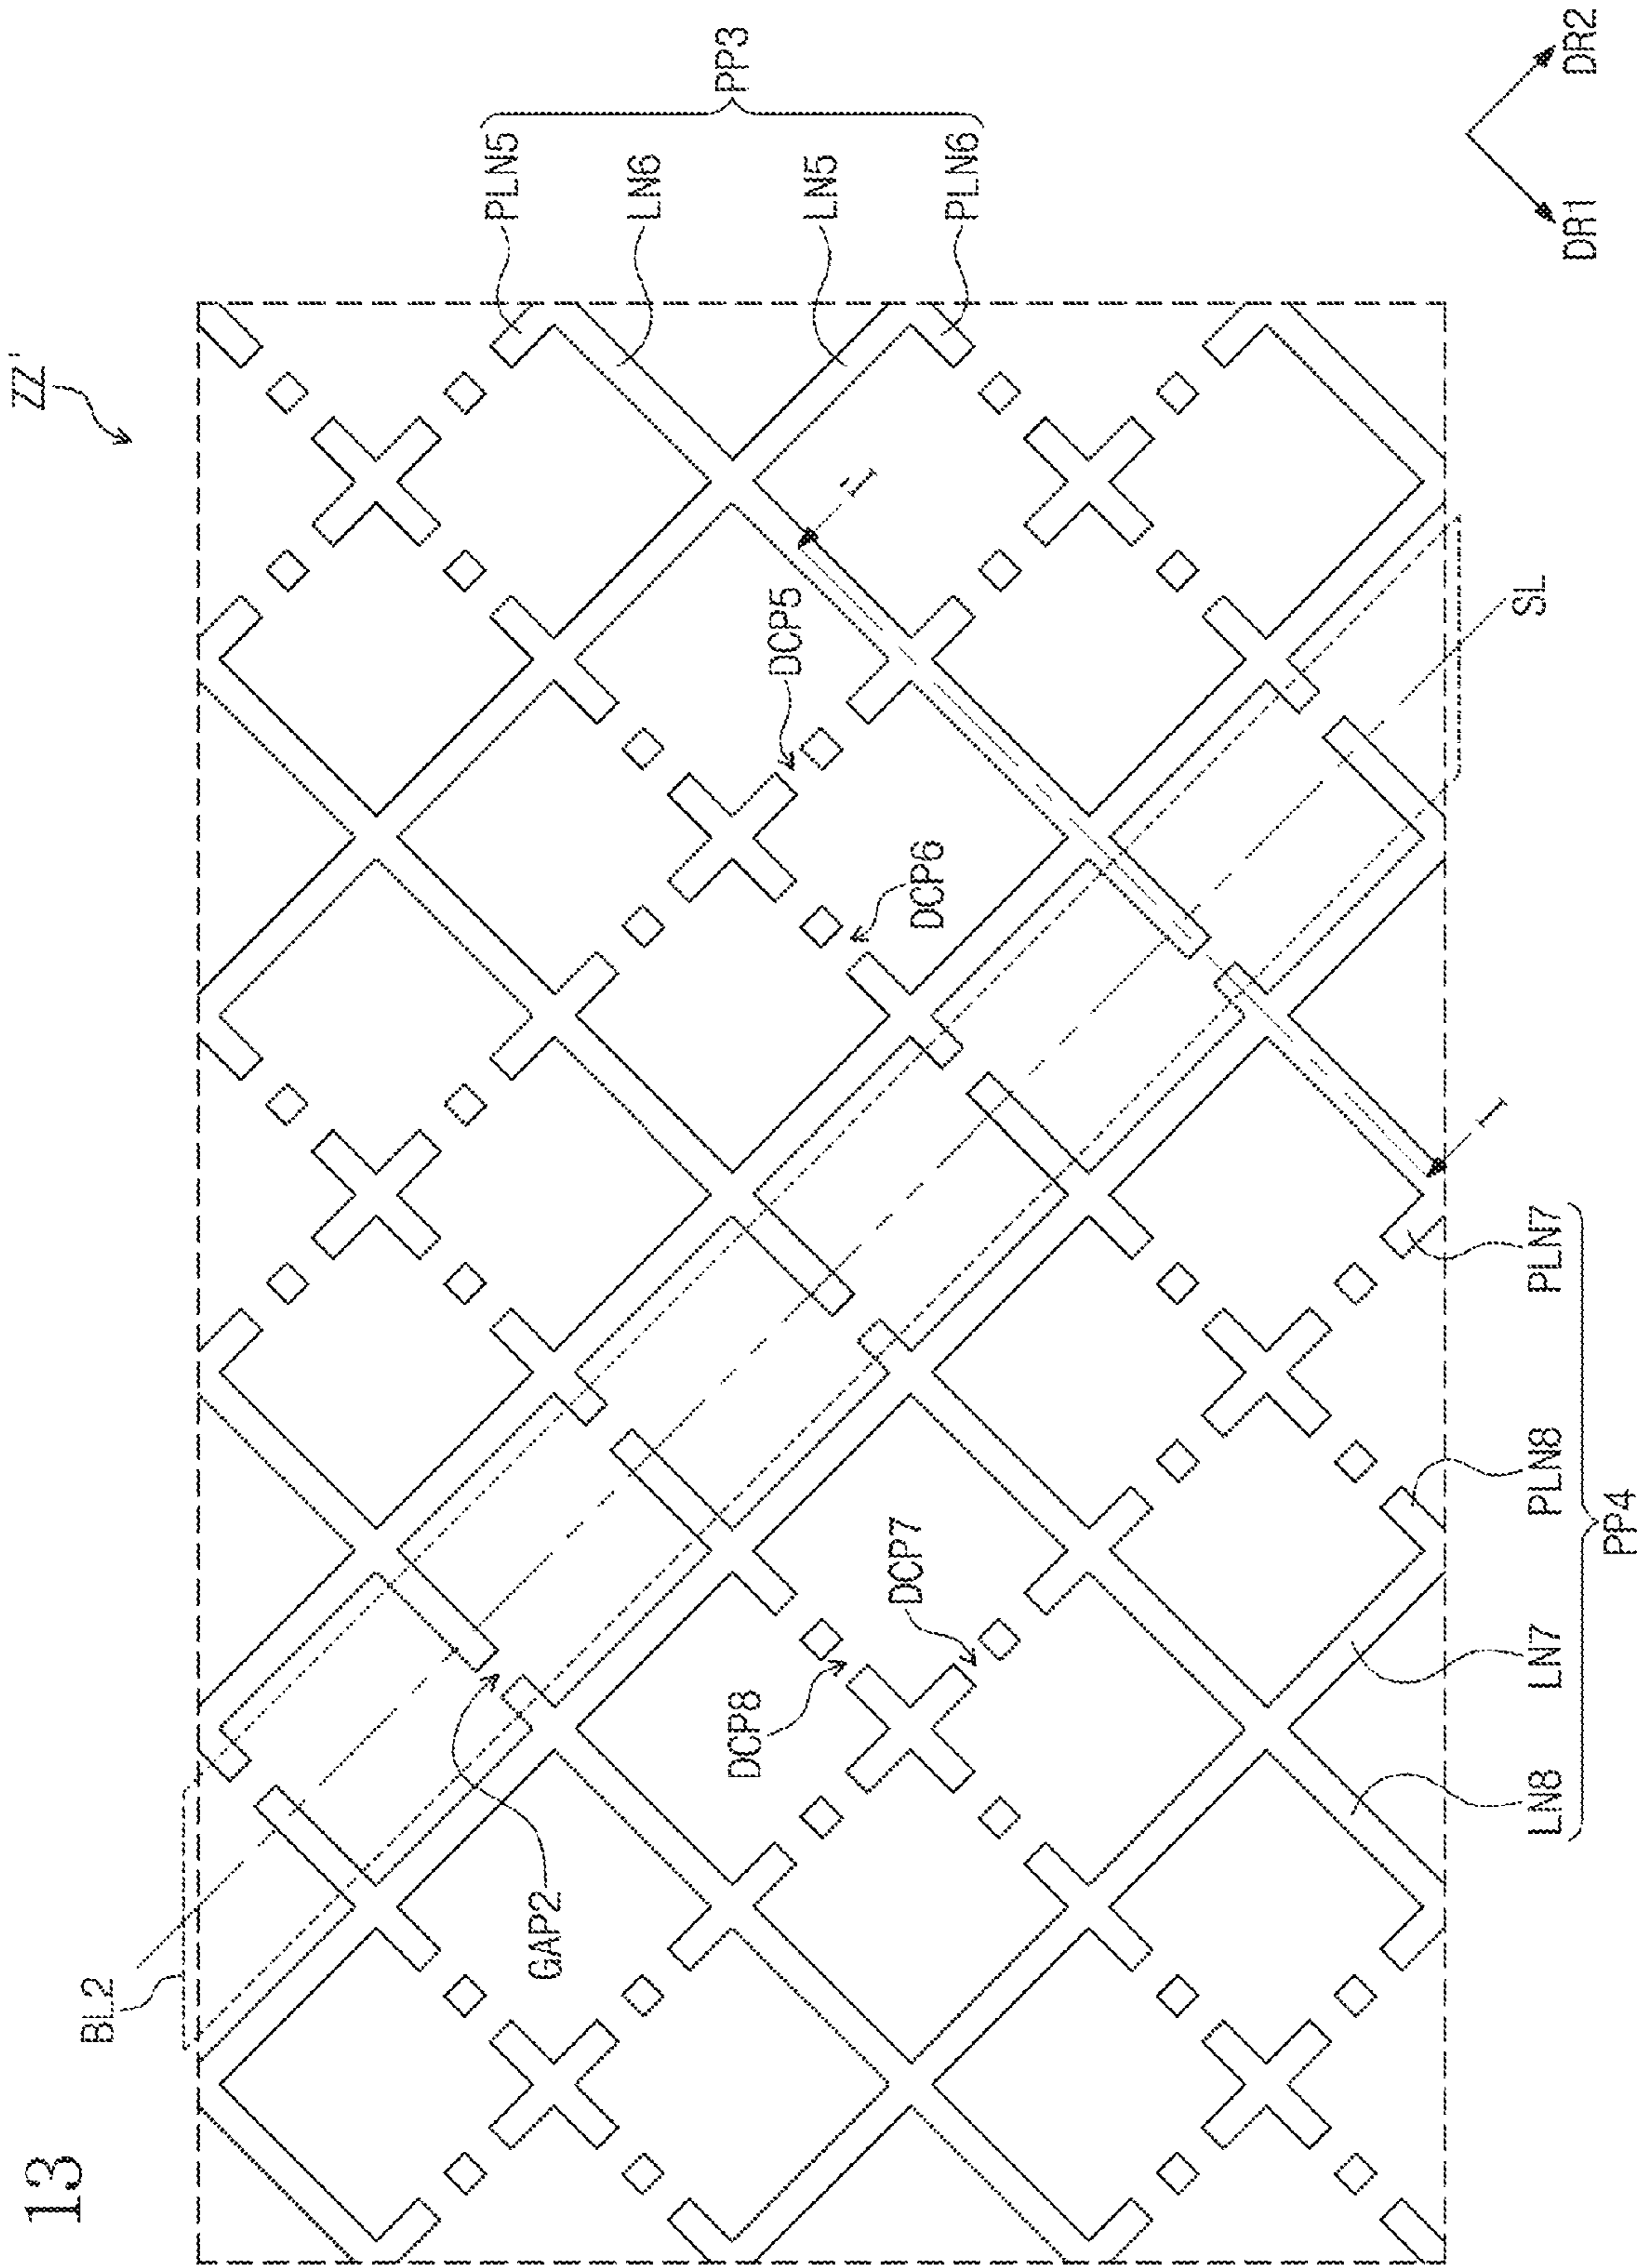 13
ZZ'
BL2
GAP2
DCP8
DCP7
DCP6
DCP5
I
I'
SL
PLN5
LN6
LN5
PLN6
PP3
LN8
LN7
PLN8
PLN7
PP4
DR1
DR2